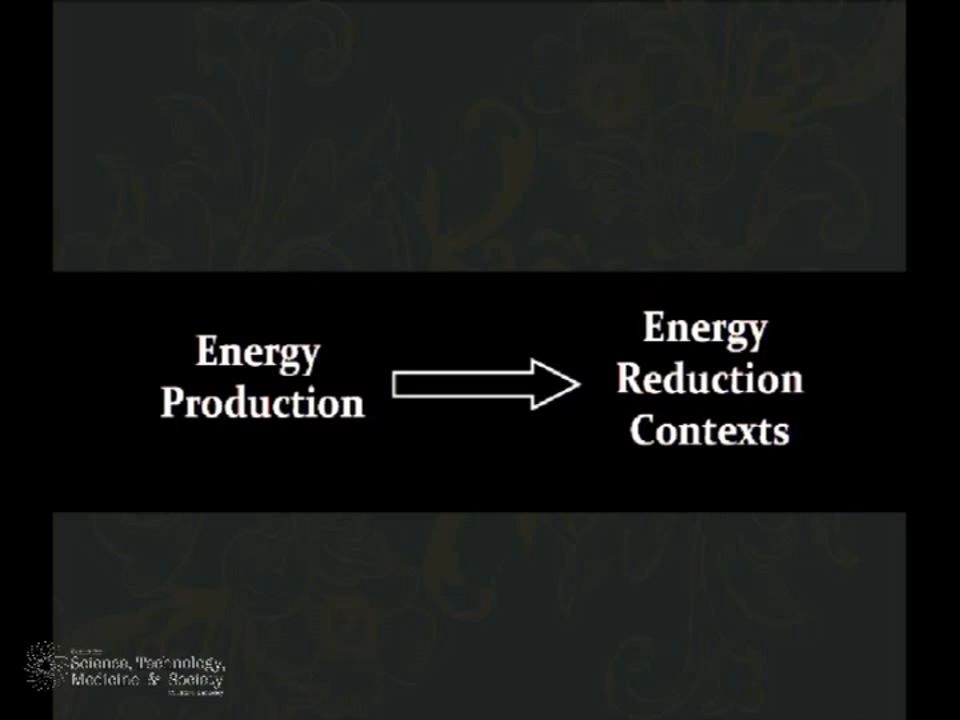 Energy
Production
Energy
Reduction
Contexts
Science, Technology,
Medicine & Society